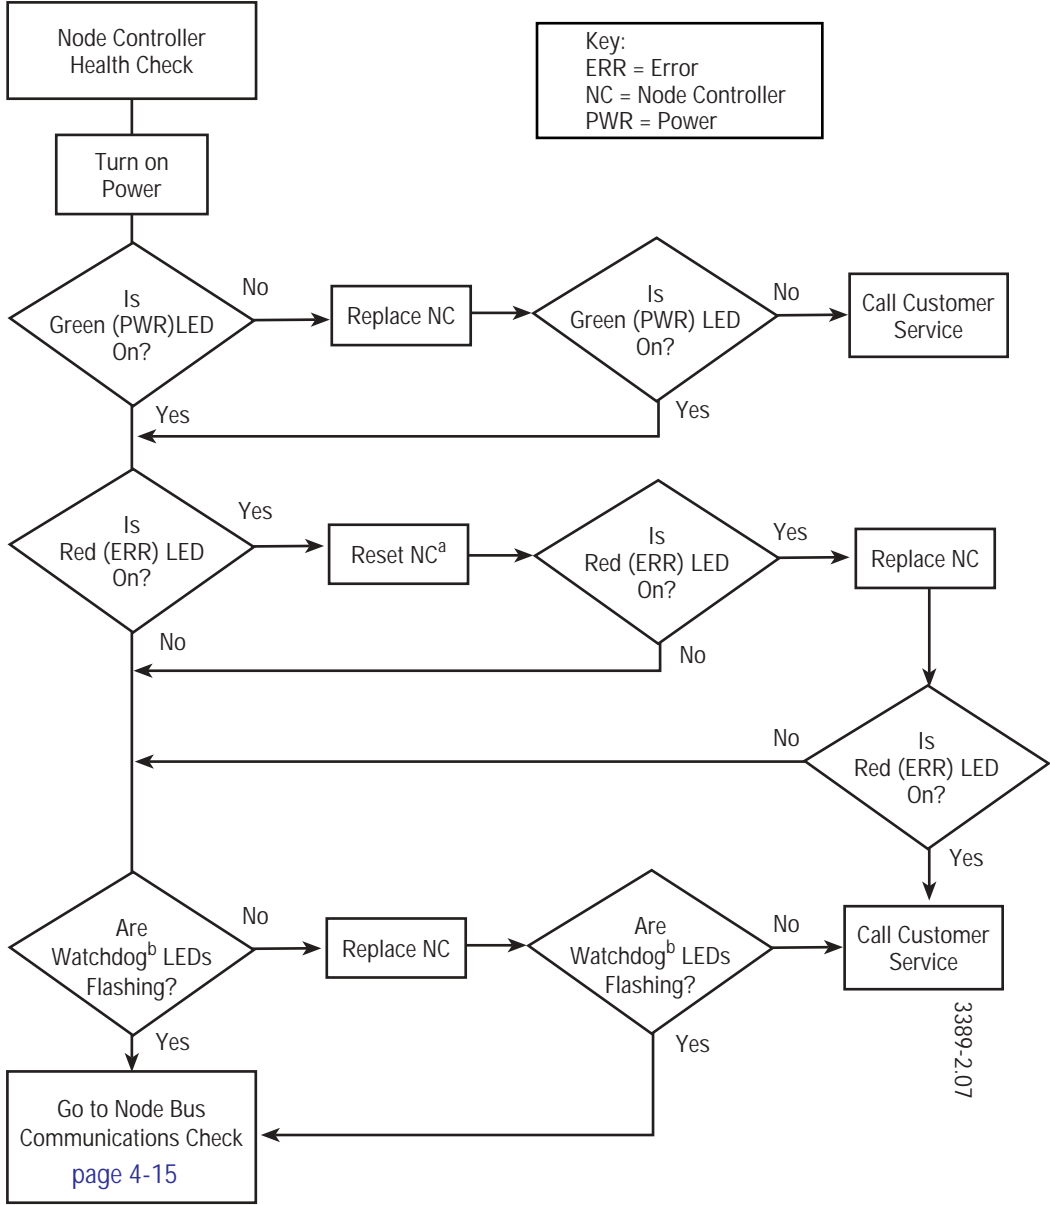 Node Controller
Health Check
Key:
ERR = Error
NC = Node Controller
PWR = Power
Turn on
Power
Is
Green (PWR)LED
On?
No
Replace NC
Is
Green (PWR) LED
On?
No
Call Customer
Service
Yes
Yes
Is
Red (ERR) LED
On?
Yes
Reset NCa
Is
Red (ERR) LED
On?
Yes
Replace NC
No
No
Is
Red (ERR) LED
On?
No
Yes
Are
Watchdogb LEDs
Flashing?
No
Replace NC
Are
Watchdogb LEDs
Flashing?
No
Call Customer
Service
Yes
Yes
3389-2.07
Go to Node Bus
Communications Check
page 4-15